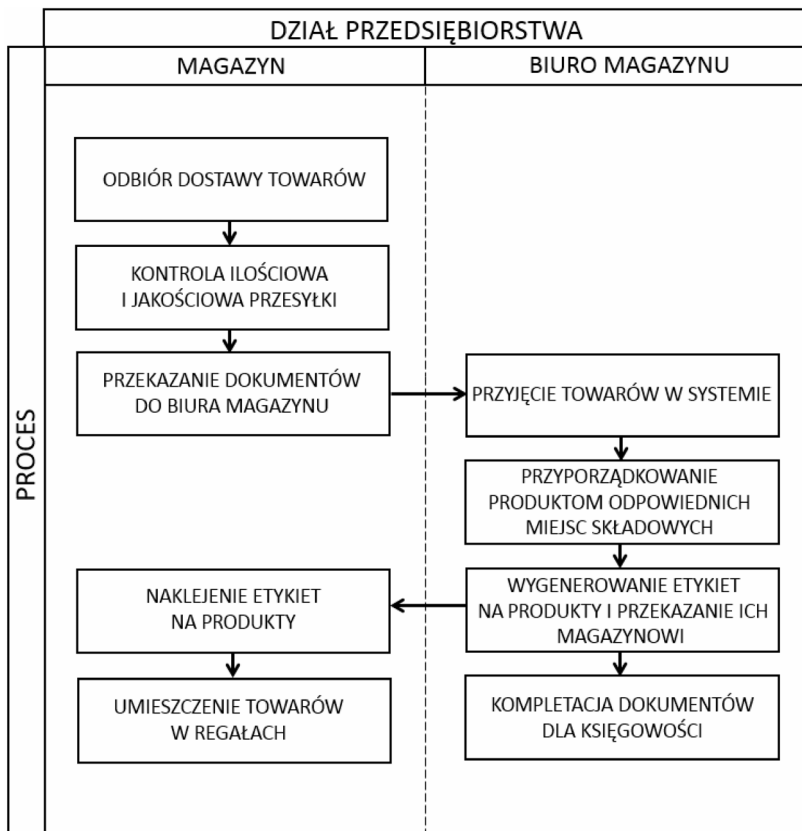 DZIAŁ PRZEDSIĘBIORSTWA
MAGAZYN
BIURO MAGAZYNU
PROCES
ODBIÓR DOSTAWY TOWARÓW
KONTROLA ILOŚCIOWA
I JAKOŚCIOWA PRZESYŁKI
PRZEKAZANIE DOKUMENTÓW
DO BIURA MAGAZYNU
PRZYJĘCIE TOWARÓW W SYSTEMIE
PRZYPORZĄDKOWANIE
PRODUKTOM ODPOWIEDNICH
MIEJSC SKŁADOWYCH
WYGENEROWANIE ETYKIET
NA PRODUKTY I PRZEKAZANIE ICH
MAGAZYNOWI
NAKLEJENIE ETYKIET
NA PRODUKTY
UMIESZCZENIE TOWARÓW
W REGAŁACH
KOMPLETACJA DOKUMENTÓW
DLA KSIĘGOWOŚCI